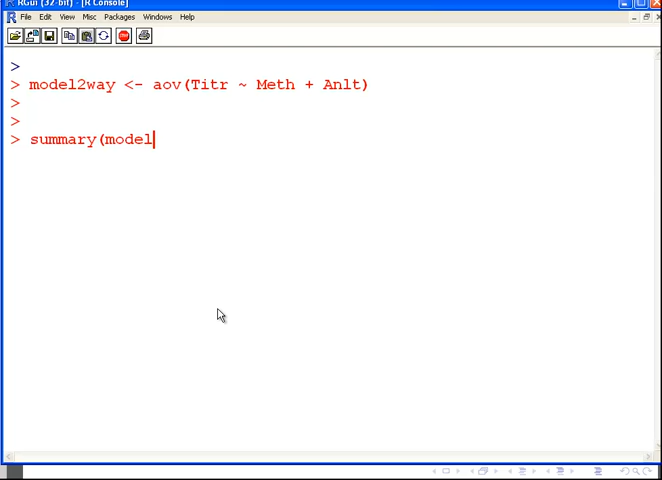 RGui (32-bit) - [R Console]
File Edit View Misc Packages Windows Help
>
> model2way <- aov(Titr ~ Meth + Anlt)
>
>
> summary(model